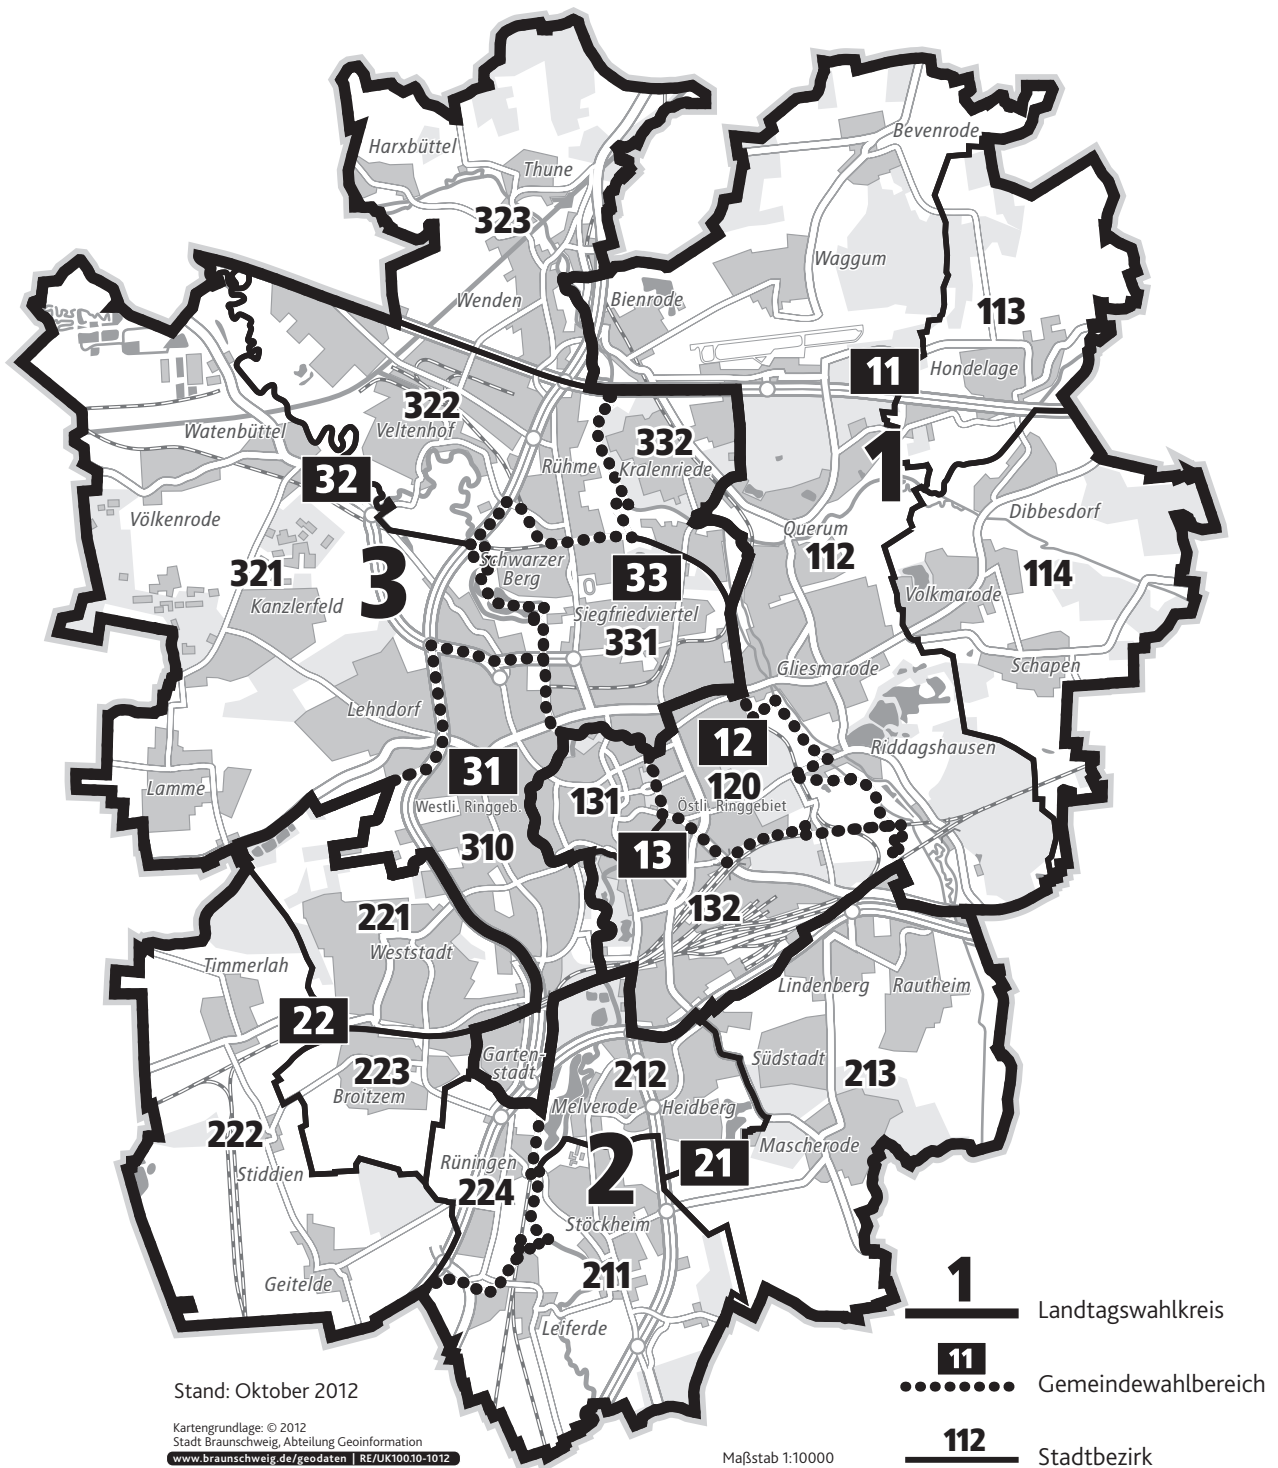 Harxbüttel
Thune
323
Wenden
Bevenrode
Waggum
Bienrode
113
11
Hondelage
322
Veltenhof
Watenbüttel
332
Kralenriede
Rühme
1
32
Völkenrode
Dibbesdorf
Querum
112
3
321
Kanzlerfeld
Schwarzer
Berg
33
Siegfriedviertel
331
114
Volkmarode
Gliesmarode
Schapen
Lehndorf
12
Riddagshausen
Lamme
31
Westli. Ringgeb.
131
120
Östli. Ringgebiet
310
13
132
221
Weststadt
Timmerlah
Lindenberg
Rautheim
22
Garten-
stadt
Südstadt
213
223
Broitzem
212
Melverode
Heidberg
222
Mascherode
2
21
Stiddien
Rüningen
224
Stöckheim
211
Geitelde
Leiferde
1
Landtagswahlkreis
11
Gemeindewahlbereich
112
Stadtbezirk
Stand: Oktober 2012
Kartengrundlage: © 2012
Stadt Braunschweig, Abteilung Geoinformation
www.braunschweig.de/geodaten | RE/UK100.10-1012
Maßstab 1:10000